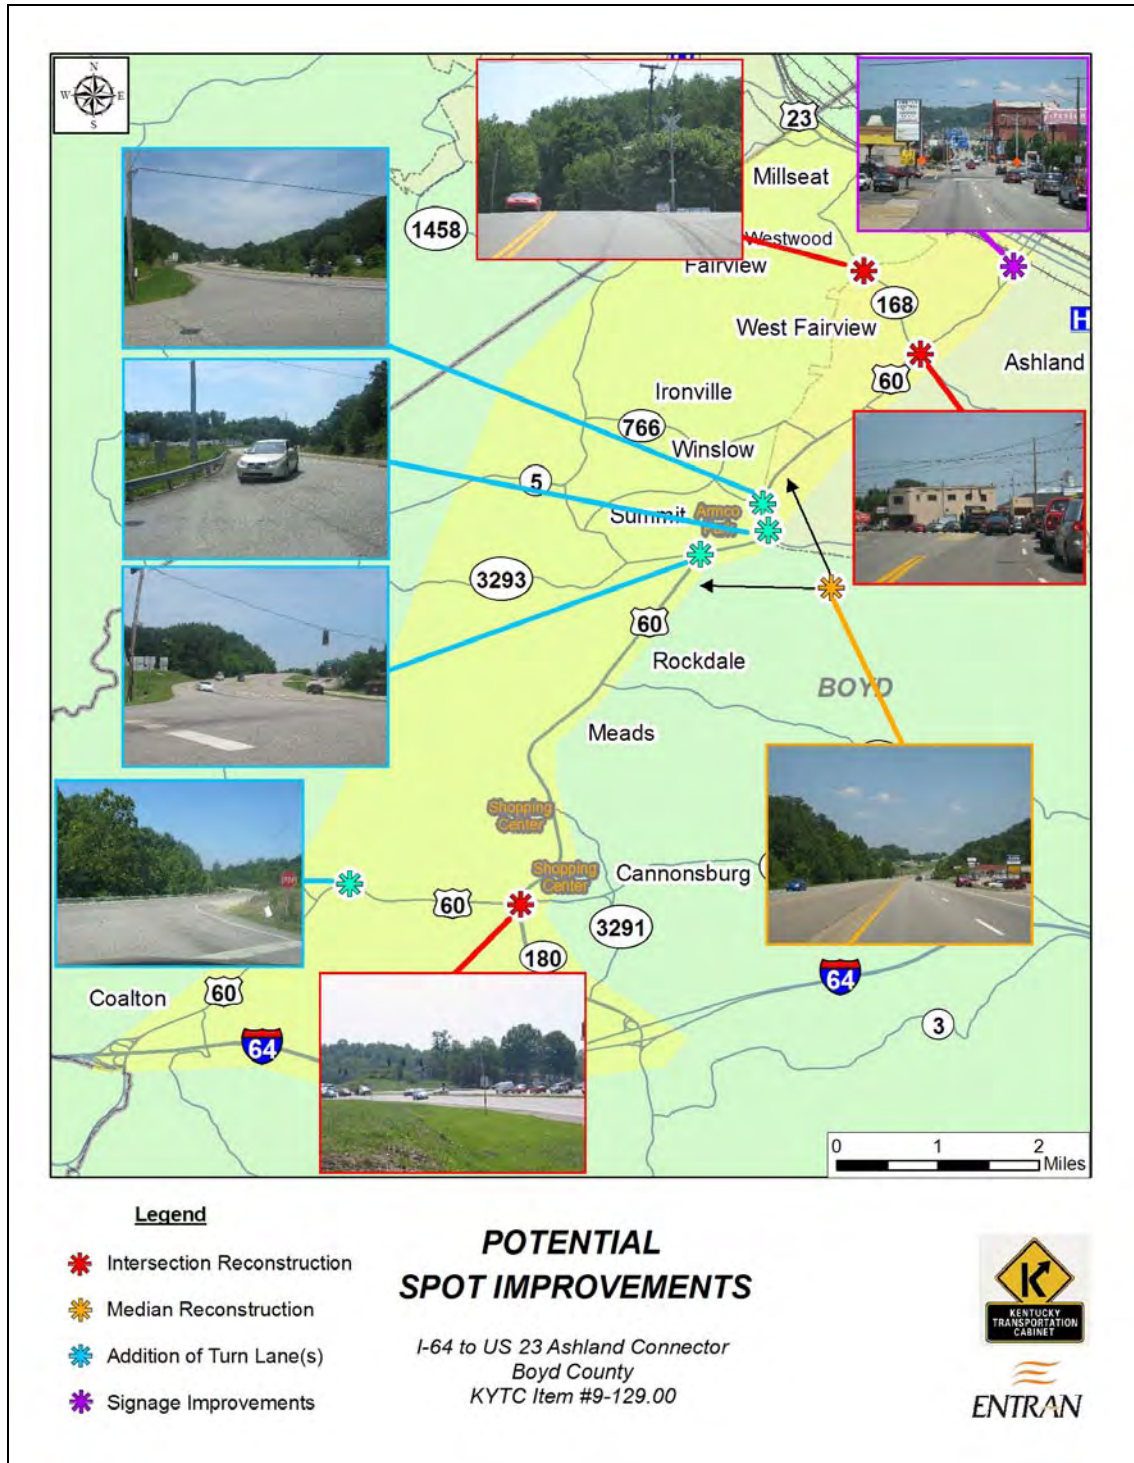 N
W
E
S
23
Millseat
1458
Westwood
Fairview
168
West Fairview
H
Ashland
60
Ironville
766
Winslow
5
Summit
Armco
Park
3293
60
Rockdale
BOYD
Meads
Shopping
Center
Shopping
Center
Cannonsburg
60
3291
180
64
Coalton
60
3
64
0 1 2
Miles
Legend
Intersection Reconstruction
Median Reconstruction
Addition of Turn Lane(s)
Signage Improvements
POTENTIAL
SPOT IMPROVEMENTS
I-64 to US 23 Ashland Connector
Boyd County
KYTC Item #9-129.00
KENTUCKY
TRANSPORTATION
CABINET
ENTRAN